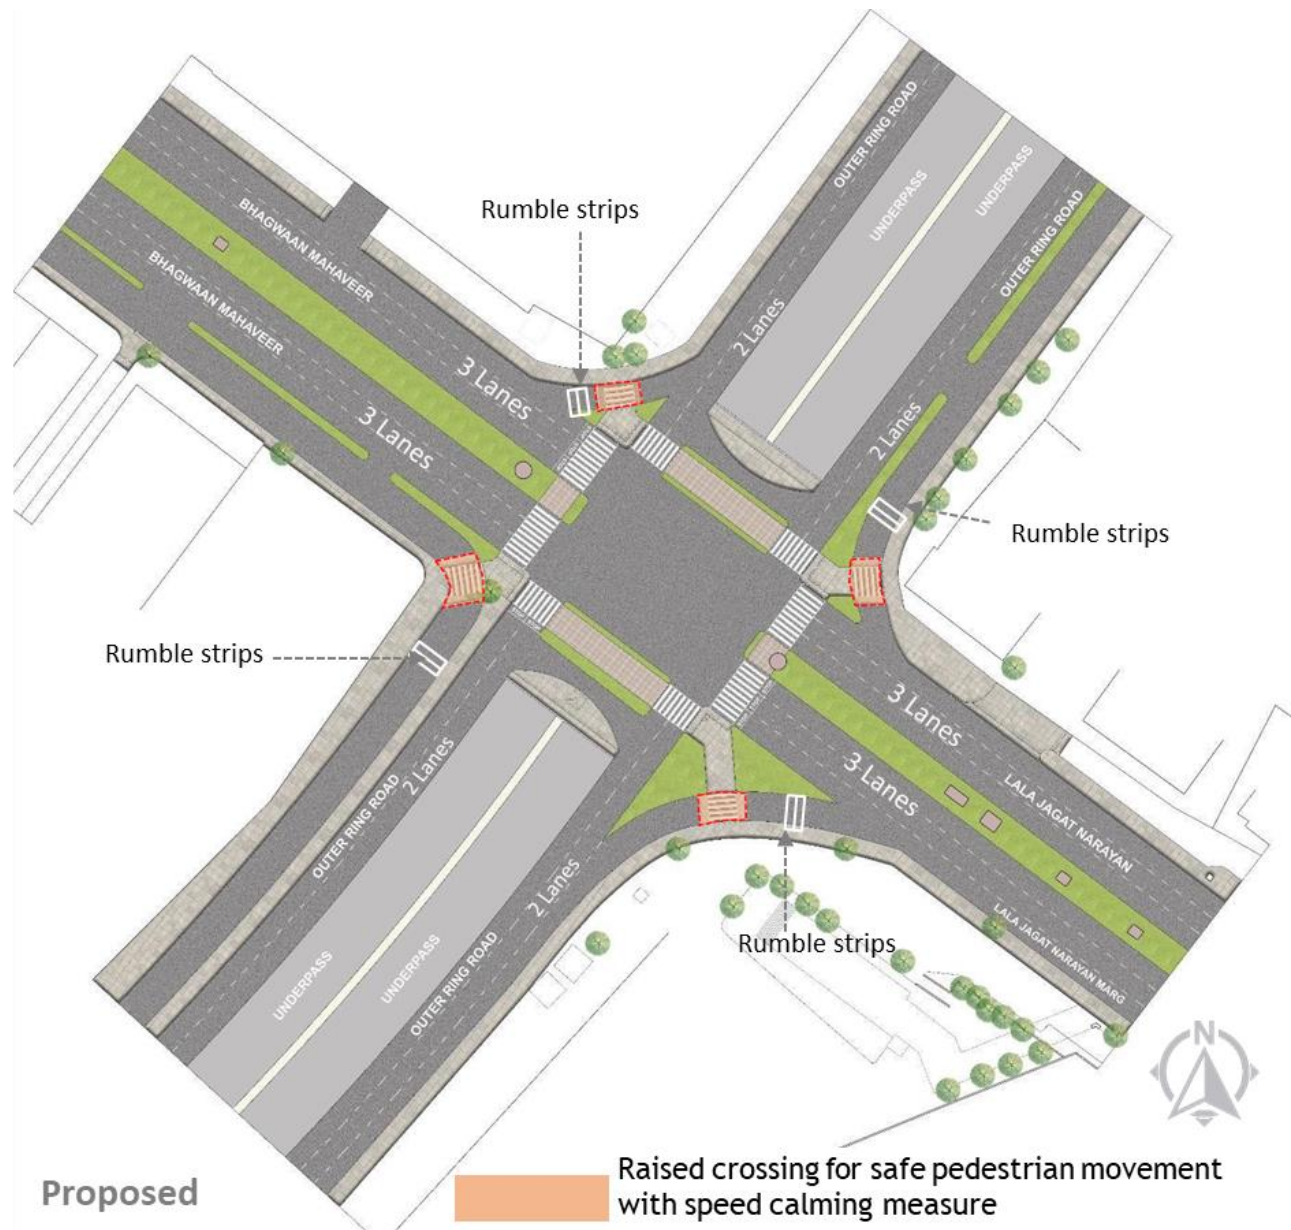 OUTER RING ROAD
UNDERPASS
UNDERPASS
OUTER RING ROAD
Rumble strips
BHAGWAAN MAHAVEER
BHAGWAAN MAHAVEER
2 Lanes
3 Lanes
3 Lanes
2 Lanes
Rumble strips
Rumble strips
3 Lanes
3 Lanes
LALA JAGAT NARAYAN
LALA JAGAT NARAYAN MARG
2 Lanes
OUTER RING ROAD
2 Lanes
UNDERPASS
UNDERPASS
OUTER RING ROAD
Rumble strips
N
Proposed
Raised crossing for safe pedestrian movement
with speed calming measure